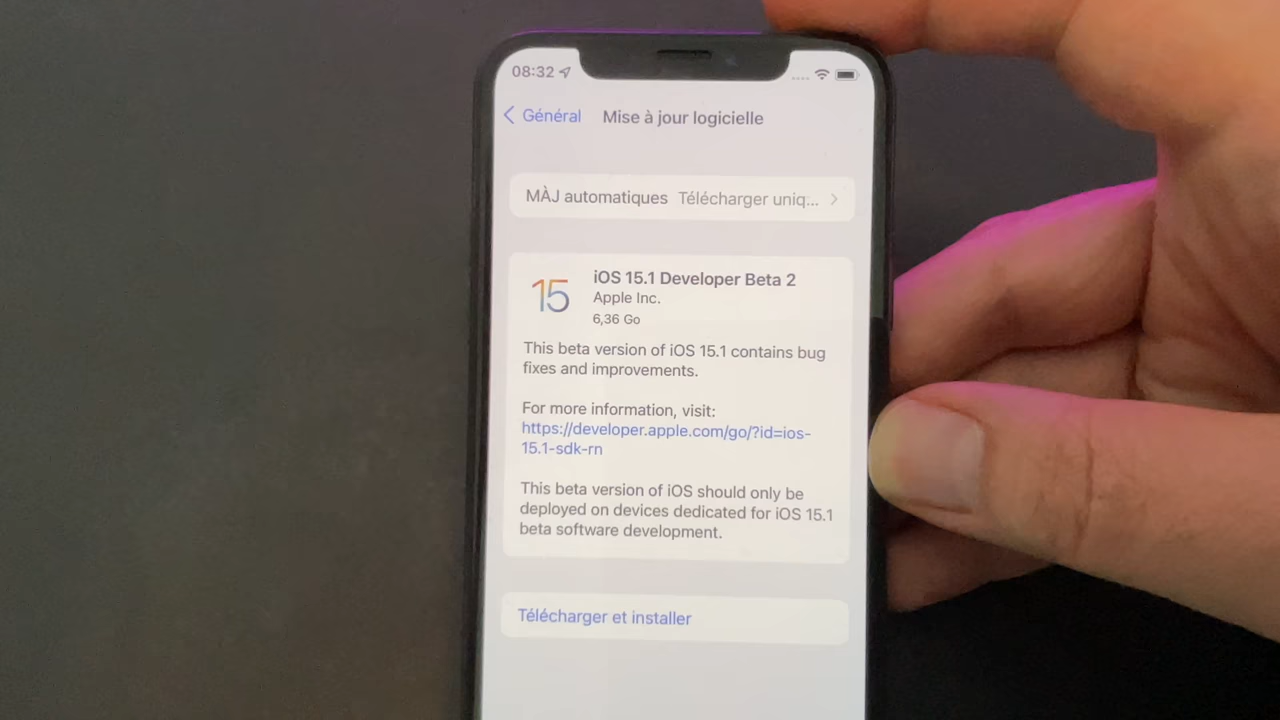 08:32
Général Mise à jour logicielle
MÀJ automatiques Télécharger uniq...
15
iOS 15.1 Developer Beta 2
Apple Inc.
6,36 Go
This beta version of iOS 15.1 contains bug
fixes and improvements.
For more information, visit:
https://developer.apple.com/go/?id=ios-
15.1-sdk-rn
This beta version of iOS should only be
deployed on devices dedicated for iOS 15.1
beta software development.
Télécharger et installer